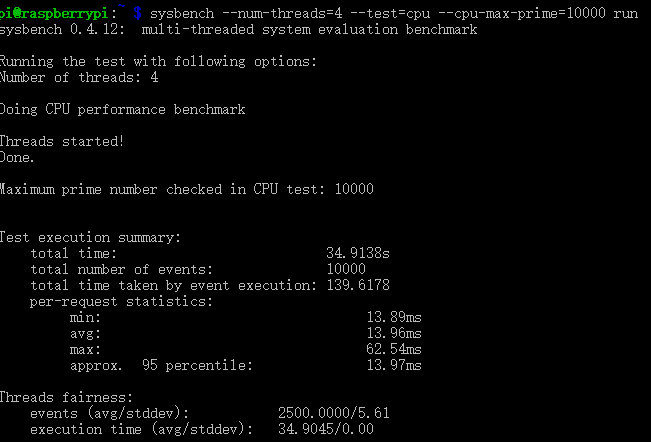 pi@raspberrypi:~ $ sysbench --num-threads=4 --test=cpu --cpu-max-prime=10000 run
sysbench 0.4.12:  multi-threaded system evaluation benchmark
Running the test with following options:
Number of threads: 4
Doing CPU performance benchmark
Threads started!
Done.
Maximum prime number checked in CPU test: 10000
Test execution summary:
    total time:                          34.9138s
    total number of events:              10000
    total time taken by event execution: 139.6178
    per-request statistics:
         min:                                 13.89ms
         avg:                                 13.96ms
         max:                                 62.54ms
         approx.  95 percentile:              13.97ms
Threads fairness:
    events (avg/stddev):           2500.0000/5.61
    execution time (avg/stddev):   34.9045/0.00